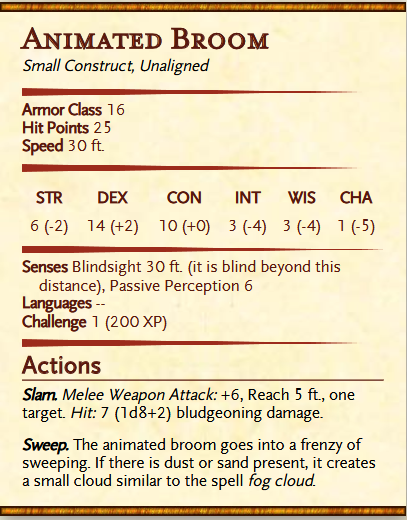 Animated Broom
Small Construct, Unaligned
Armor Class 16
Hit Points 25
Speed 30 ft.
STR DEX CON INT WIS CHA
6 (-2) 14 (+2) 10 (+0) 3 (-4) 3 (-4) 1 (-5)
Senses Blindsight 30 ft. (it is blind beyond this
distance), Passive Perception 6
Languages --
Challenge 1 (200 XP)
Actions
Slam. Melee Weapon Attack: +6, Reach 5 ft., one
target. Hit: 7 (1d8+2) bludgeoning damage.
Sweep. The animated broom goes into a frenzy of
sweeping. If there is dust or sand present, it creates
a small cloud similar to the spell fog cloud.